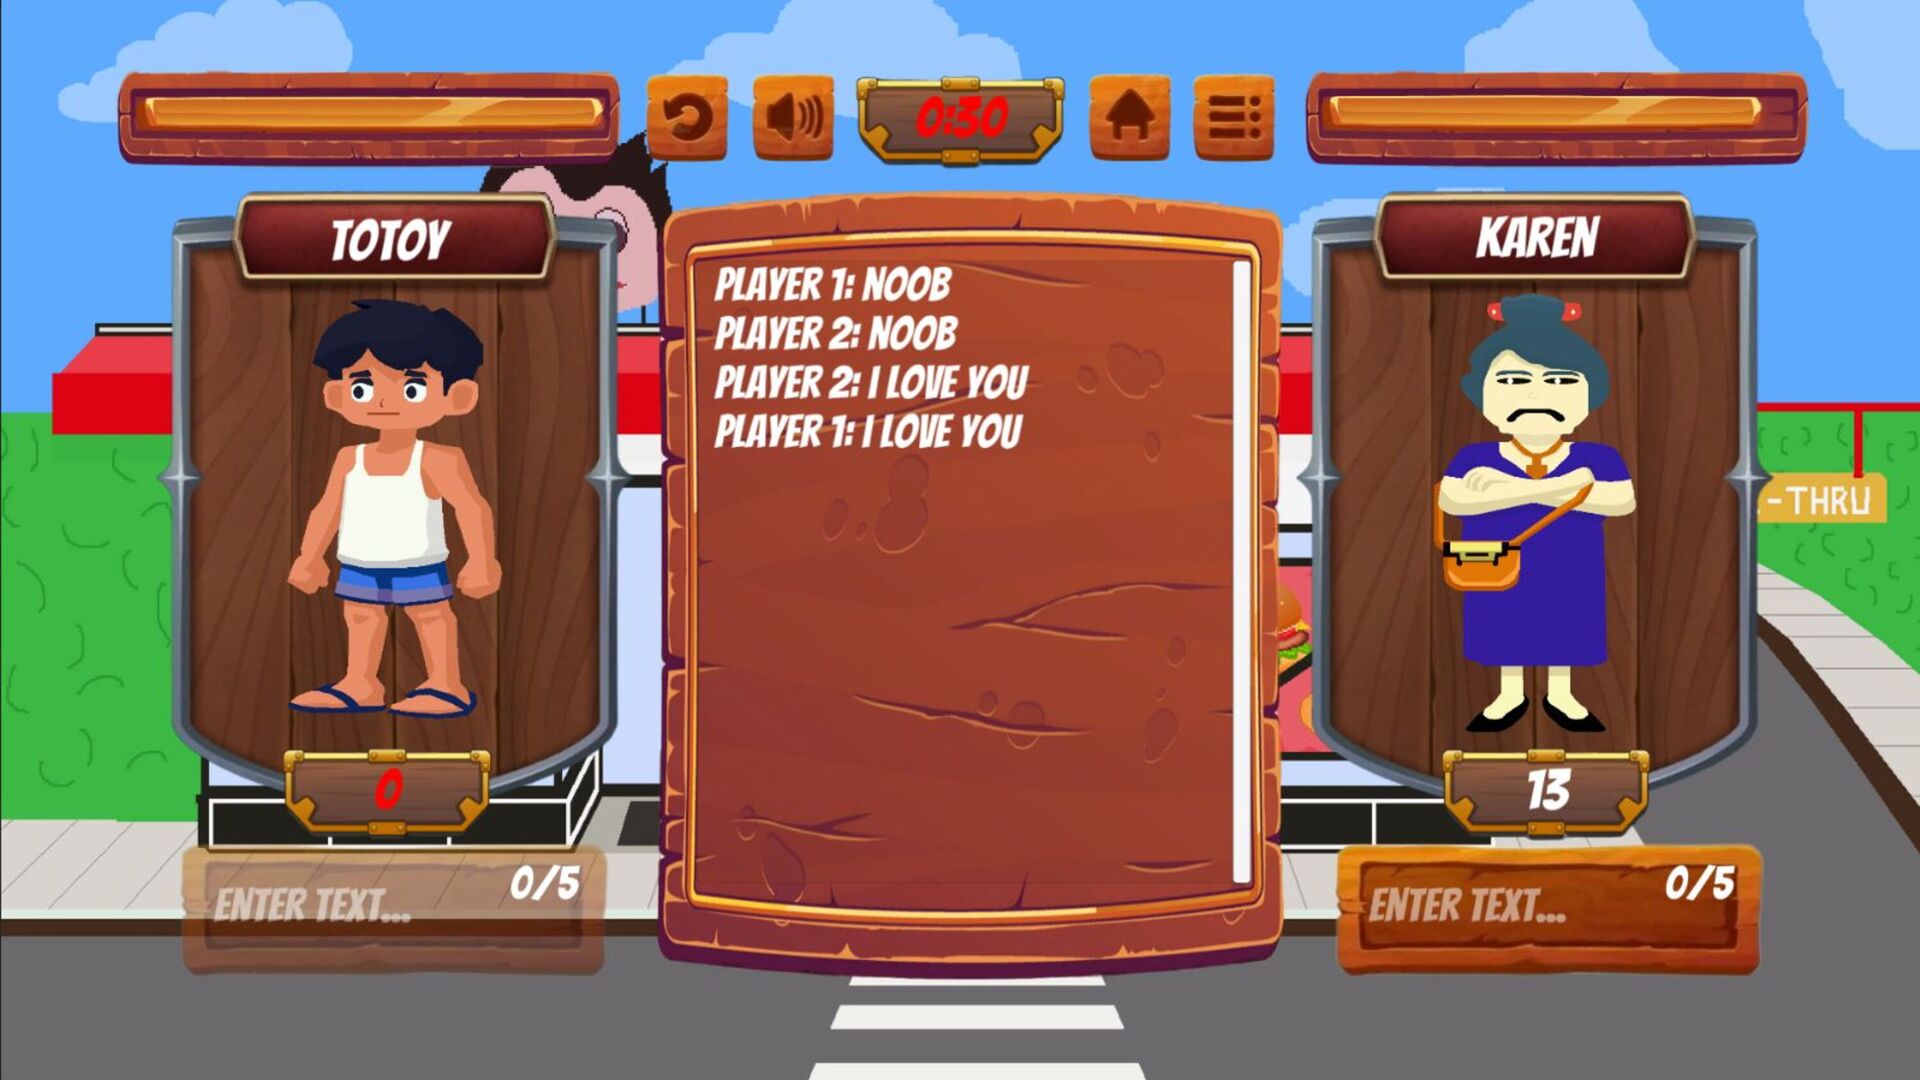 0:30
TOTOY
KAREN
PLAYER 1: NOOB
PLAYER 2: NOOB
PLAYER 2: I LOVE YOU
PLAYER 1: I LOVE YOU
-THRU
0
13
0/5
ENTER TEXT...
0/5
ENTER TEXT...